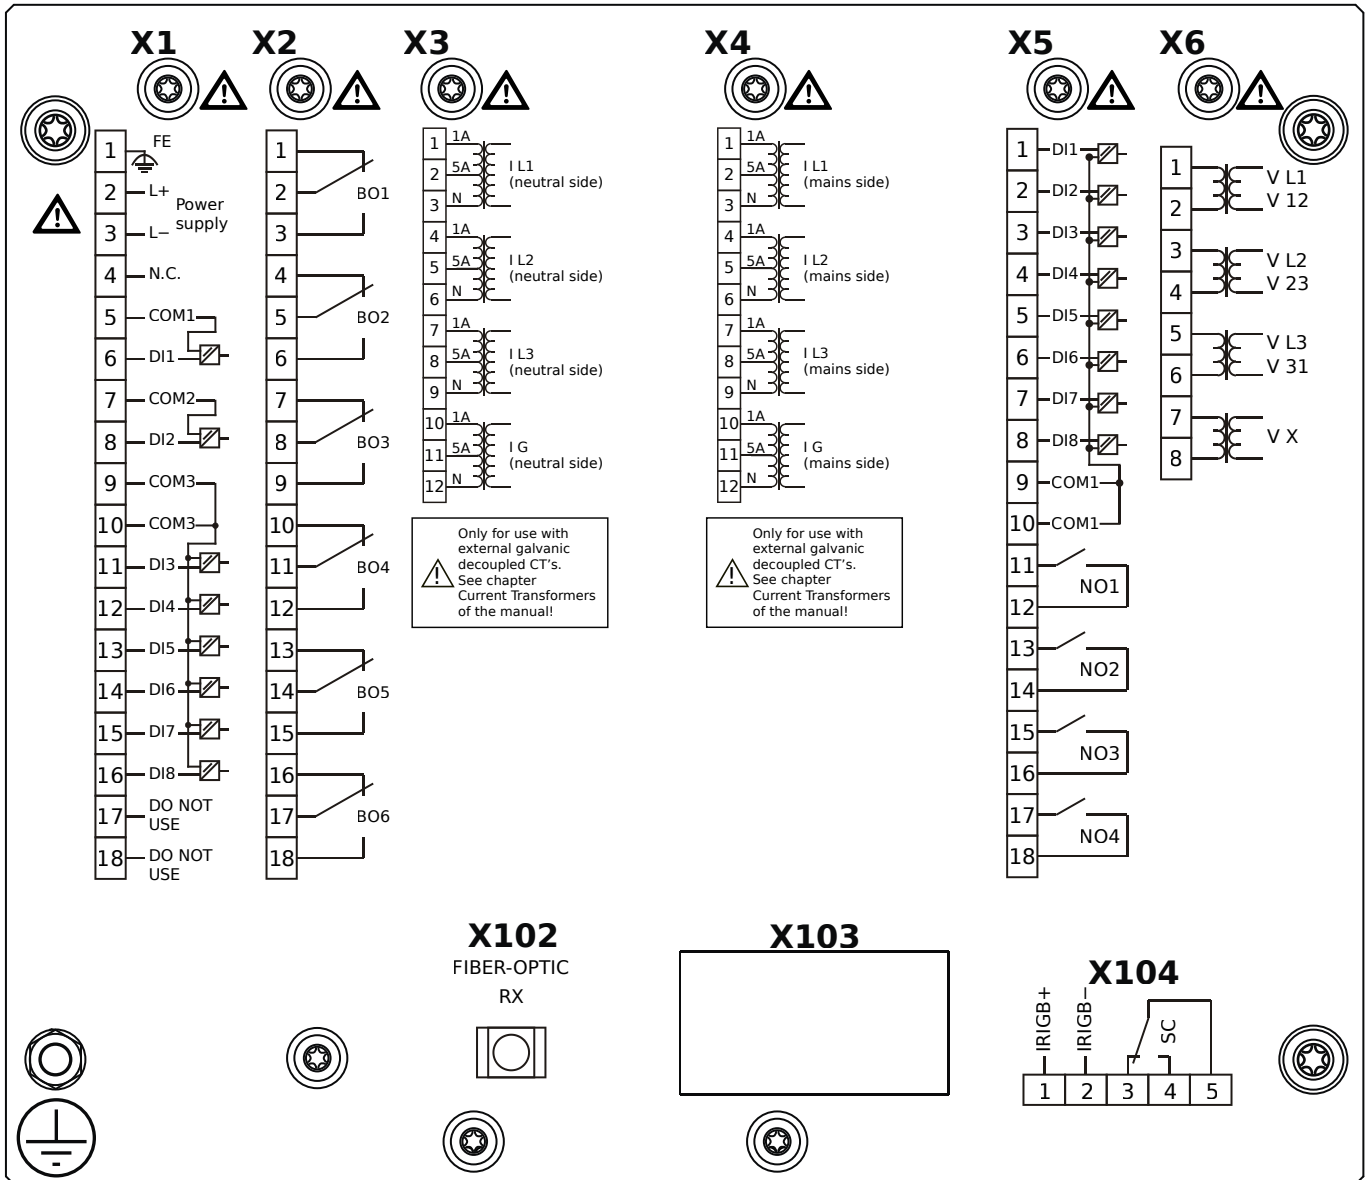 X1
X2
X3
X4
X5
X6
1
FE
2
L+
Power
supply
3
L−
4
N.C.
5
COM1
6
DI1
7
COM2
8
DI2
9
COM3
10
COM3
11
DI3
12
DI4
13
DI5
14
DI6
15
DI7
16
DI8
17
DO NOT
USE
18
DO NOT
USE
1
2
BO1
3
4
5
BO2
6
7
8
BO3
9
10
11
BO4
12
13
14
BO5
15
16
17
BO6
18
1
1A
2
5A
I L1
(neutral side)
3
N
4
1A
5
5A
I L2
(neutral side)
6
N
7
1A
8
5A
I L3
(neutral side)
9
N
10
1A
11
5A
I G
(neutral side)
12
N
Only for use with
external galvanic
decoupled CT's.
See chapter
Current Transformers
of the manual!
1
1A
2
5A
I L1
(mains side)
3
N
4
1A
5
5A
I L2
(mains side)
6
N
7
1A
8
5A
I L3
(mains side)
9
N
10
1A
11
5A
I G
(mains side)
12
N
Only for use with
external galvanic
decoupled CT's.
See chapter
Current Transformers
of the manual!
1
DI1
2
DI2
3
DI3
4
DI4
5
DI5
6
DI6
7
DI7
8
DI8
9
COM1
10
COM1
11
NO1
12
13
NO2
14
15
NO3
16
17
NO4
18
1
V L1
2
V 12
3
V L2
4
V 23
5
V L3
6
V 31
7
V X
8
X102
FIBER-OPTIC
RX
X103
X104
IRIGB+
IRIGB−
SC
1 2 3 4 5